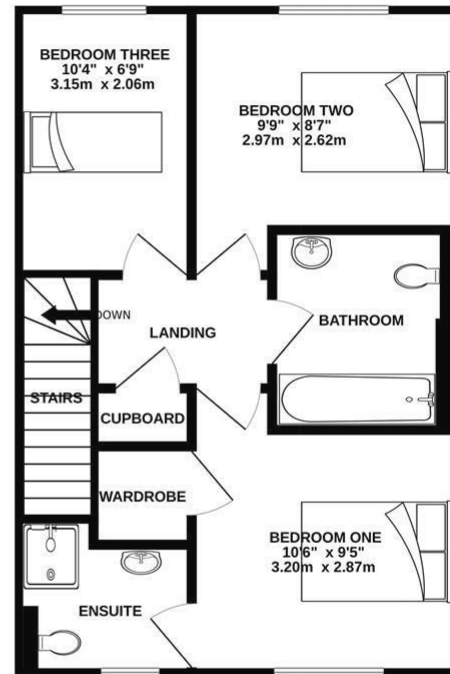 BEDROOM THREE
10'4" x 6'9"
3.15m x 2.06m
BEDROOM TWO
9'9" x 8'7"
2.97m x 2.62m
DOWN
LANDING
BATHROOM
STAIRS
CUPBOARD
WARDROBE
BEDROOM ONE
10'6" x 9'5"
3.20m x 2.87m
ENSUITE